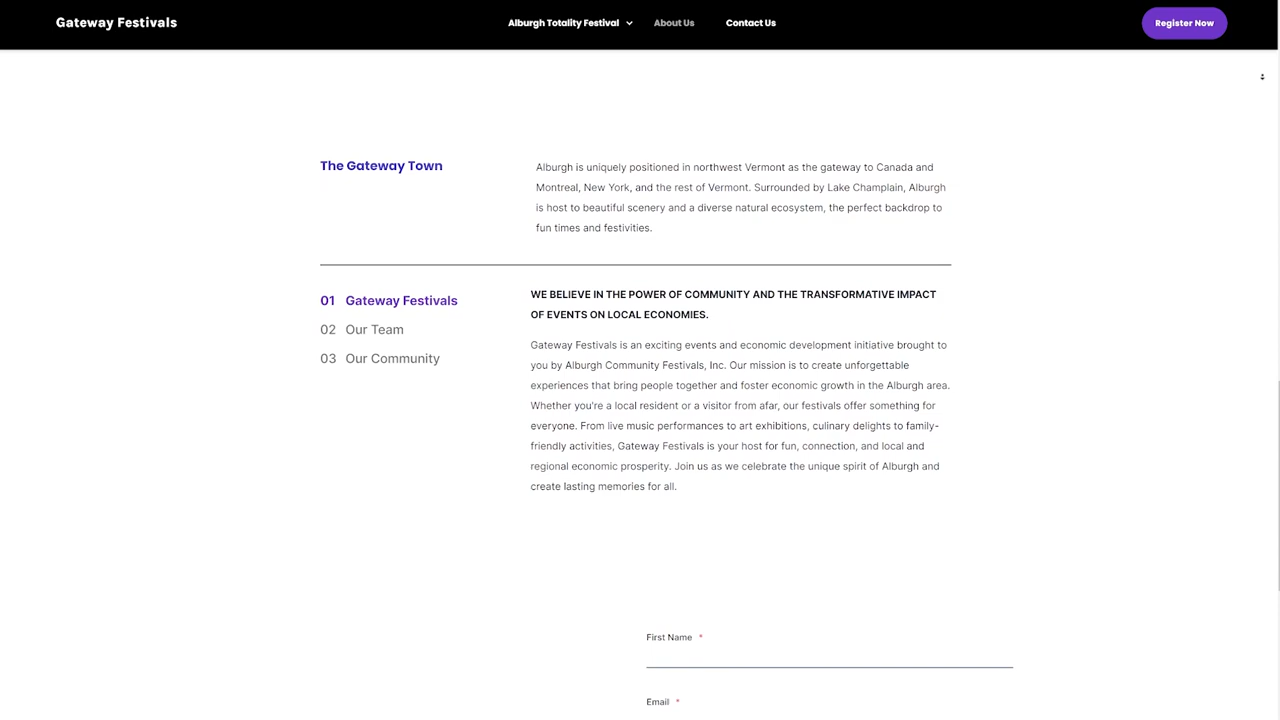 Gateway Festivals
Alburgh Totality Festival
About Us
Contact Us
Register Now
The Gateway Town
Alburgh is uniquely positioned in northwest Vermont as the gateway to Canada and
Montreal, New York, and the rest of Vermont. Surrounded by Lake Champlain, Alburgh
is host to beautiful scenery and a diverse natural ecosystem, the perfect backdrop to
fun times and festivities.
01 Gateway Festivals
02 Our Team
03 Our Community
WE BELIEVE IN THE POWER OF COMMUNITY AND THE TRANSFORMATIVE IMPACT
OF EVENTS ON LOCAL ECONOMIES.
Gateway Festivals is an exciting events and economic development initiative brought to
you by Alburgh Community Festivals, Inc. Our mission is to create unforgettable
experiences that bring people together and foster economic growth in the Alburgh area.
Whether you're a local resident or a visitor from afar, our festivals offer something for
everyone. From live music performances to art exhibitions, culinary delights to family-
friendly activities, Gateway Festivals is your host for fun, connection, and local and
regional economic prosperity. Join us as we celebrate the unique spirit of Alburgh and
create lasting memories for all.
First Name *
Email *